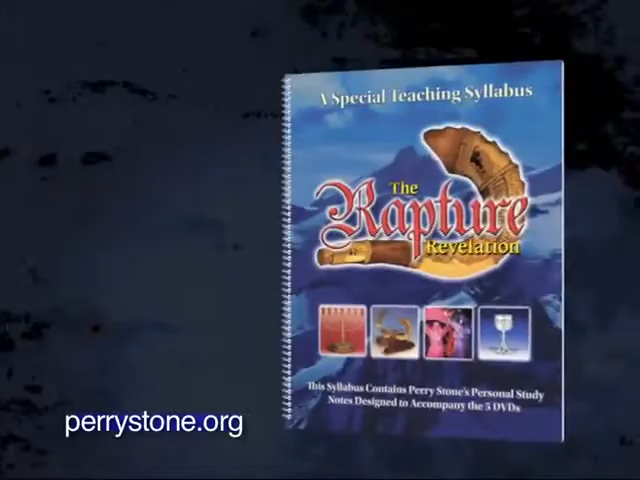 A Special Teaching Syllabus
The
Rapture
Revelation
This Syllabus Contains Perry Stone's Personal Study
Notes Designed to Accompany the 5 DVDs
perrystone.org